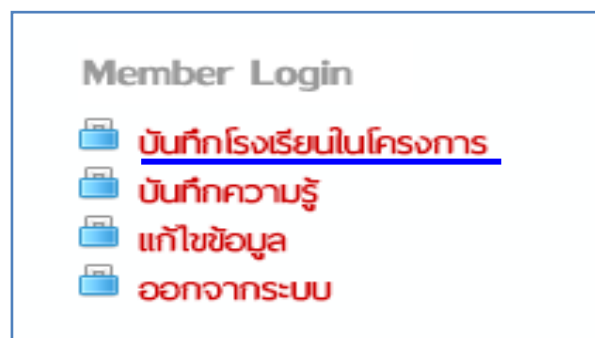 Member Login
บันทึกโรงเรียนในโครงการ
บันทึกความรู้
แก้ไขข้อมูล
ออกจากระบบ